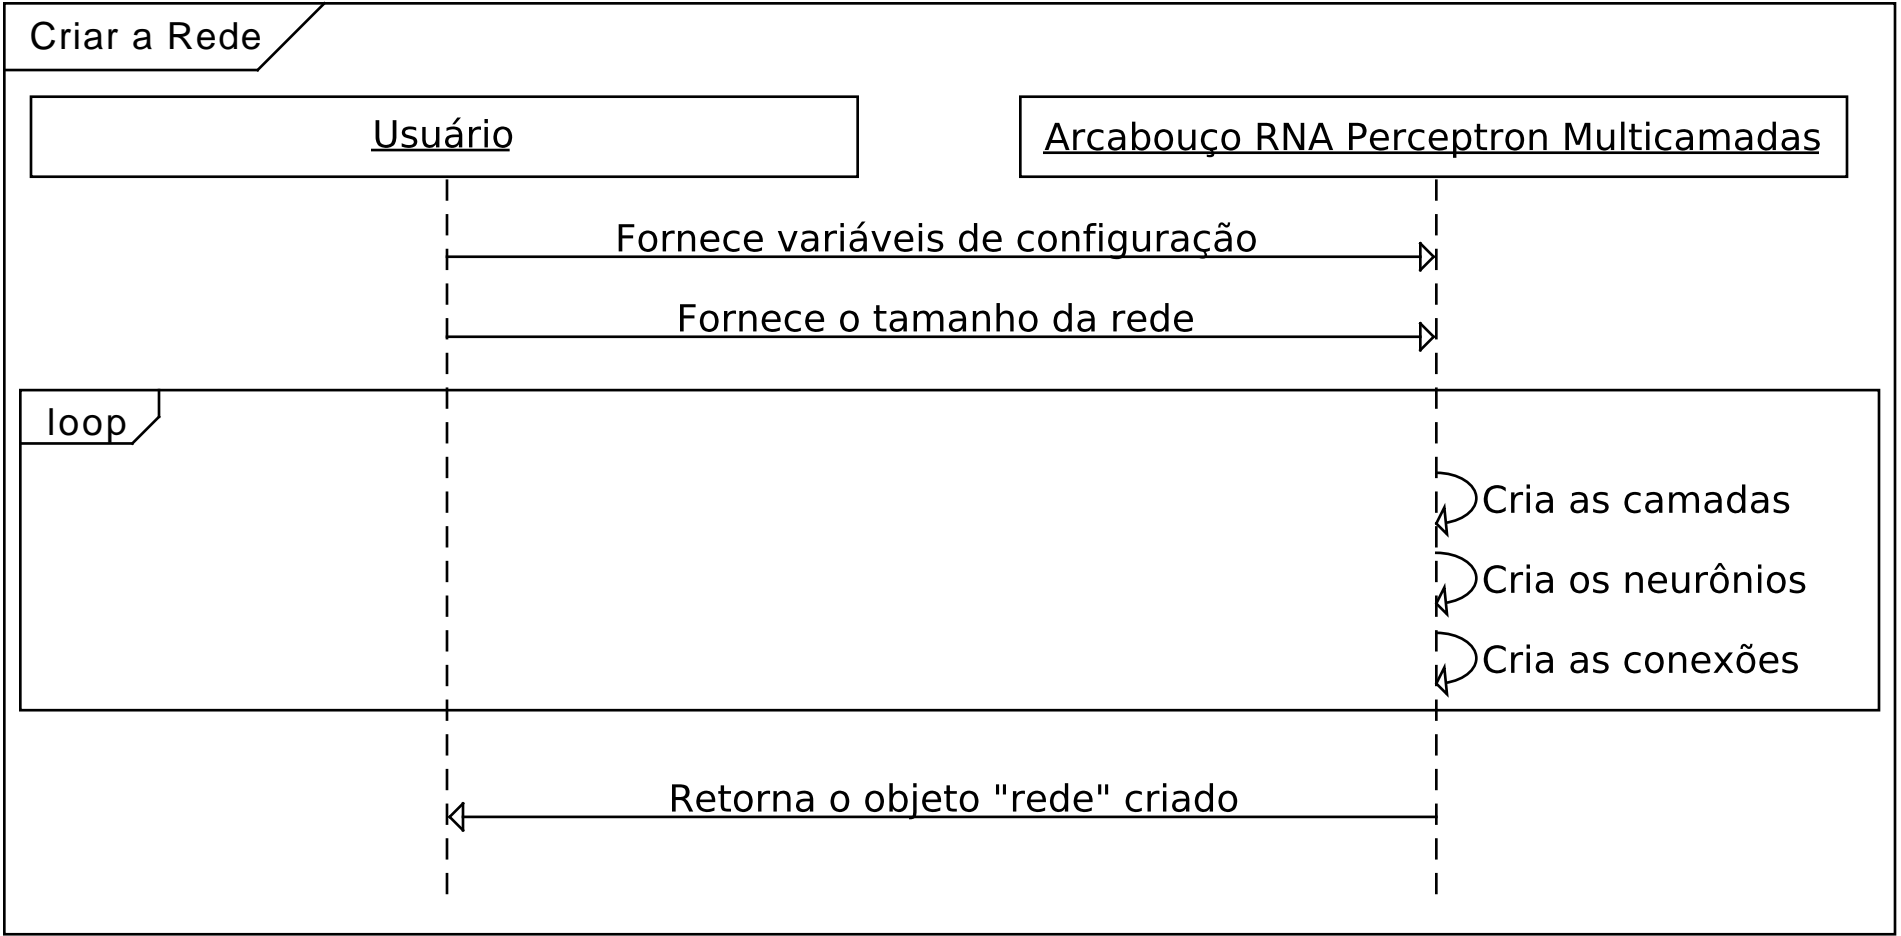 Criar a Rede
Usuário
Arcabouço RNA Perceptron Multicamadas
Fornece variáveis de configuração
Fornece o tamanho da rede
loop
Cria as camadas
Cria os neurônios
Cria as conexões
Retorna o objeto "rede" criado